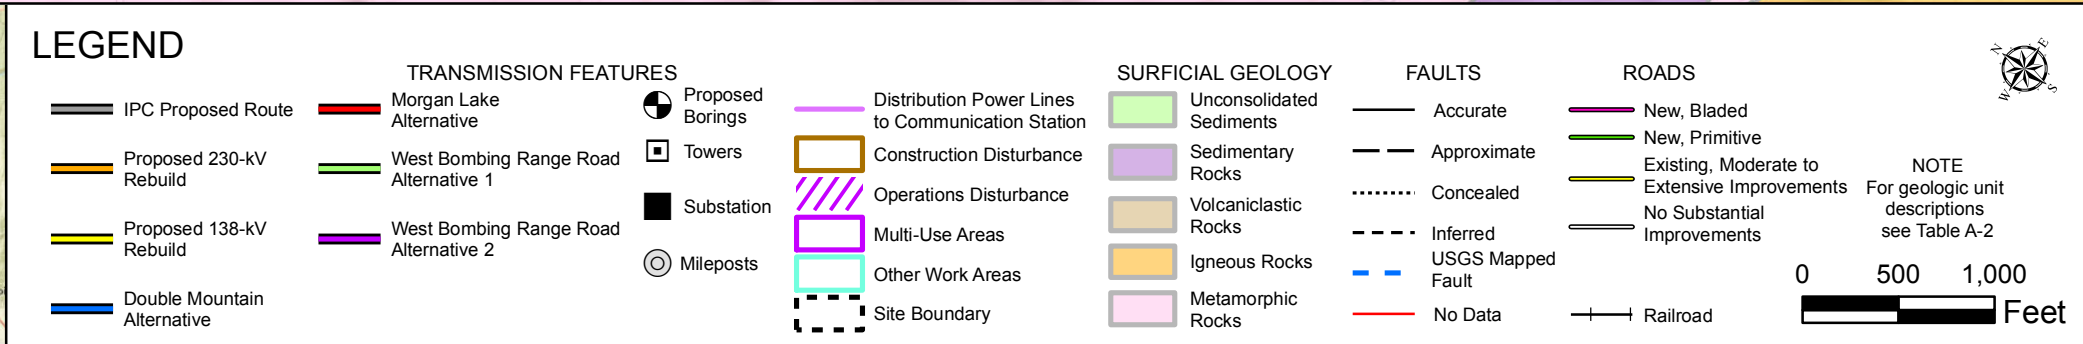 LEGEND
TRANSMISSION FEATURES
IPC Proposed Route
Proposed 230-kV
Rebuild
Proposed 138-kV
Rebuild
Double Mountain
Alternative
Morgan Lake
Alternative
West Bombing Range Road
Alternative 1
West Bombing Range Road
Alternative 2
Proposed
Borings
Towers
Substation
Mileposts
Distribution Power Lines
to Communication Station
Construction Disturbance
Operations Disturbance
Multi-Use Areas
Other Work Areas
Site Boundary
SURFICIAL GEOLOGY
Unconsolidated
Sediments
Sedimentary
Rocks
Volcaniclastic
Rocks
Igneous Rocks
Metamorphic
Rocks
FAULTS
Accurate
Approximate
Concealed
Inferred
USGS Mapped
Fault
No Data
ROADS
New, Bladed
New, Primitive
Existing, Moderate to
Extensive Improvements
No Substantial
Improvements
Railroad
N
E
W
S
NOTE
For geologic unit
descriptions
see Table A-2
0 500 1,000
Feet